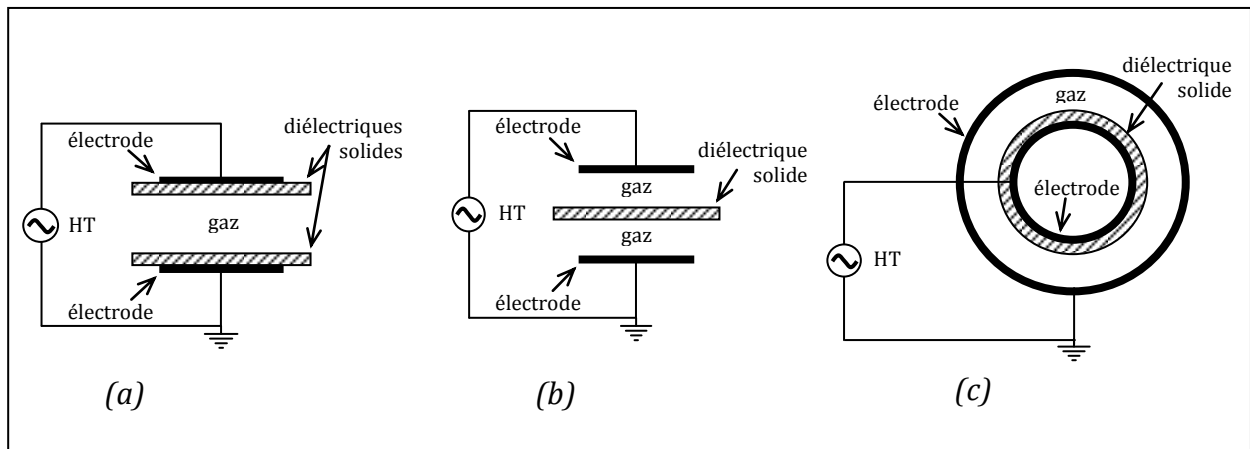 électrode
diélectriques
solides
HT
gaz
électrode
(a)
électrode
gaz
diélectrique
solide
HT
gaz
électrode
(b)
diélectrique
solide
électrode
gaz
électrode
HT
(c)